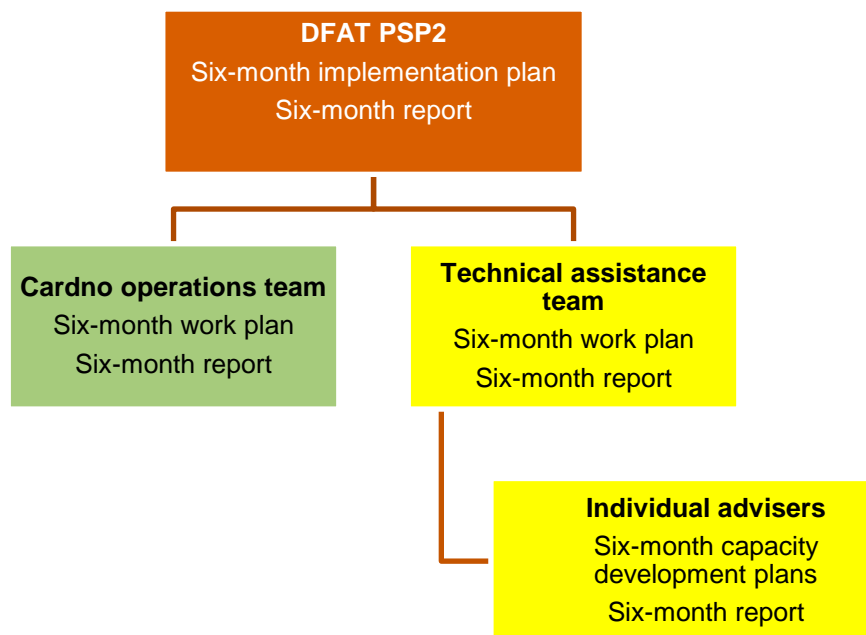 DFAT PSP2
Six-month implementation plan
Six-month report
Cardno operations team
Six-month work plan
Six-month report
Technical assistance
team
Six-month work plan
Six-month report
Individual advisers
Six-month capacity
development plans
Six-month report